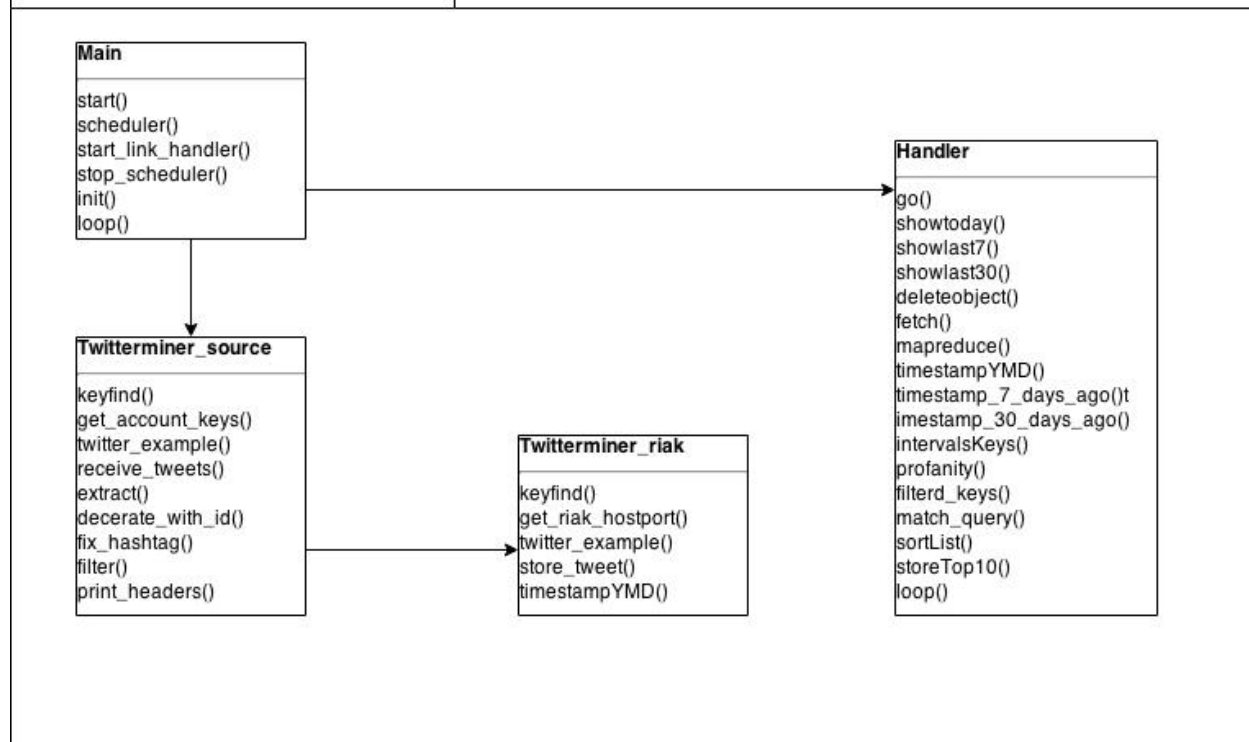 Main
start()
scheduler()
start_link_handler()
stop_scheduler()
init()
loop()
Twitterminer_source
keyfind()
get_account_keys()
twitter_example()
receive_tweets()
extract()
decerate_with_id()
fix_hashtag()
filter()
print_headers()
Twitterminer_riak
keyfind()
get_riak_hostport()
twitter_example()
store_tweet()
timestampYMD()
Handler
go()
showtoday()
showlast7()
showlast30()
deleteobject()
fetch()
mapreduce()
timestampYMD()
timestamp_7_days_ago()t
imestamp_30_days_ago()
intervalsKeys()
profanity()
filterd_keys()
match_query()
sortList()
storeTop10()
loop()